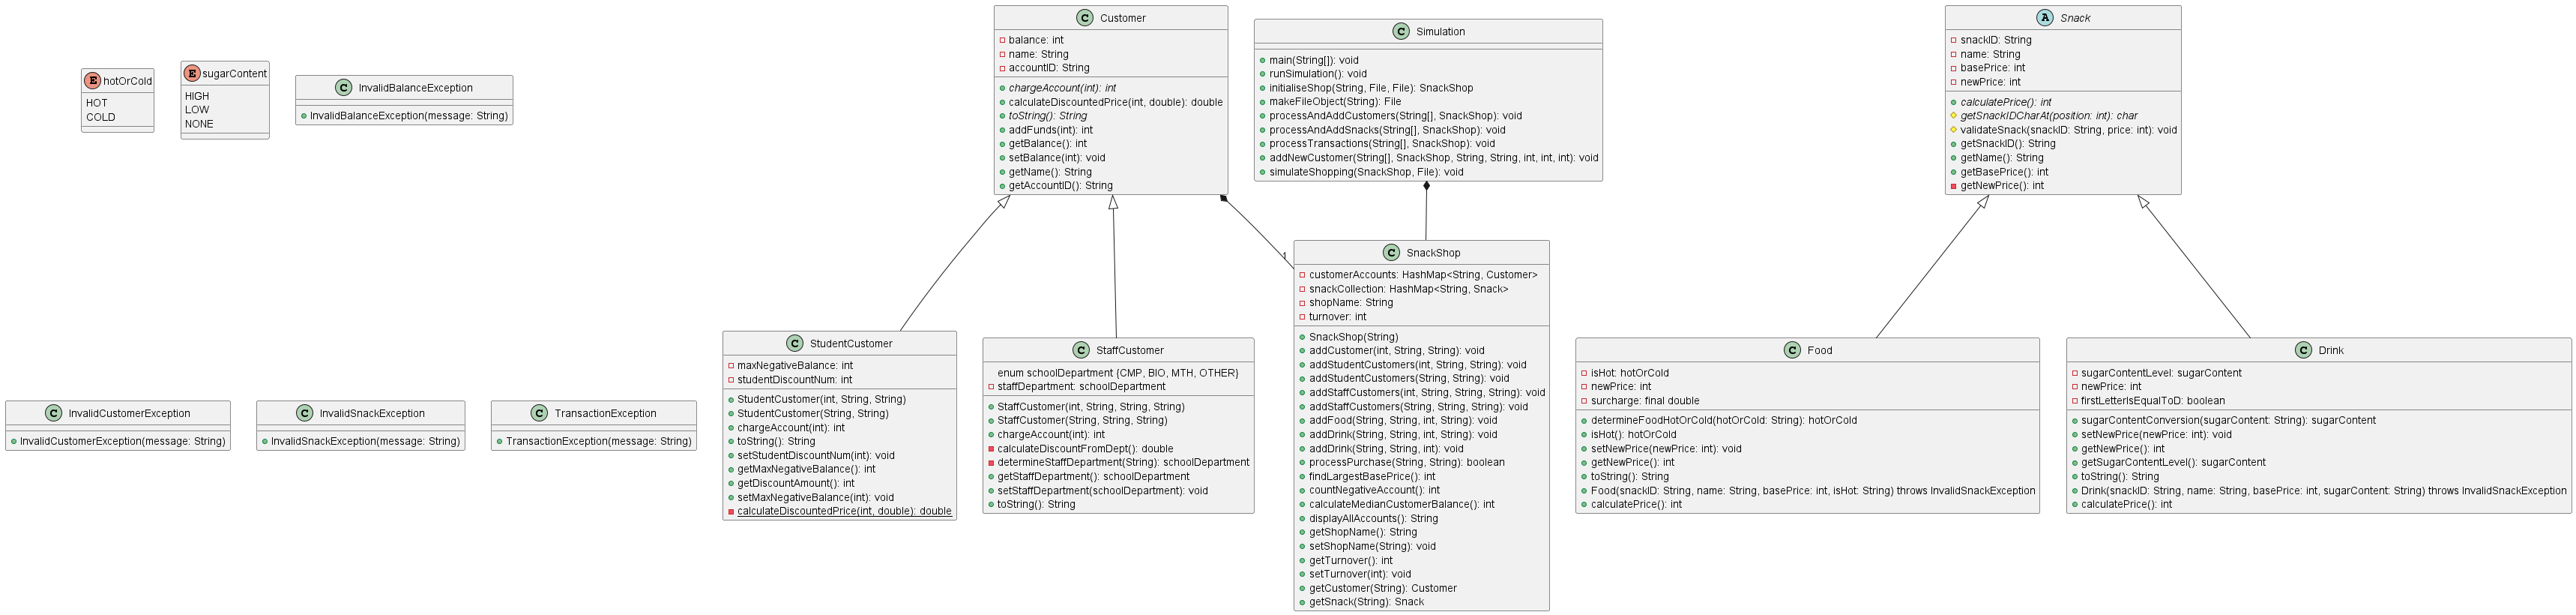 E hotOrCold
HOT
COLD
E sugarContent
HIGH
LOW
NONE
C InvalidBalanceException
InvalidBalanceException(message: String)
C Customer
balance: int
name: String
accountID: String
chargeAccount(int): int
calculateDiscountedPrice(int, double): double
toString(): String
addFunds(int): int
getBalance(): int
setBalance(int): void
getName(): String
getAccountID(): String
C Simulation
main(String[]): void
runSimulation(): void
initialiseShop(String, File, File): SnackShop
makeFileObject(String): File
processAndAddCustomers(String[], SnackShop): void
processAndAddSnacks(String[], SnackShop): void
processTransactions(String[], SnackShop): void
addNewCustomer(String[], SnackShop, String, String, int, int, int): void
simulateShopping(SnackShop, File): void
A Snack
snackID: String
name: String
basePrice: int
newPrice: int
calculatePrice(): int
getSnackIDCharAt(position: int): char
validateSnack(snackID: String, price: int): void
getSnackID(): String
getName(): String
getBasePrice(): int
getNewPrice(): int
C InvalidCustomerException
InvalidCustomerException(message: String)
C InvalidSnackException
InvalidSnackException(message: String)
C TransactionException
TransactionException(message: String)
C StudentCustomer
maxNegativeBalance: int
studentDiscountNum: int
StudentCustomer(int, String, String)
StudentCustomer(String, String)
chargeAccount(int): int
toString(): String
setStudentDiscountNum(int): void
getMaxNegativeBalance(): int
getDiscountAmount(): int
setMaxNegativeBalance(int): void
calculateDiscountedPrice(int, double): double
C StaffCustomer
enum schoolDepartment {CMP, BIO, MTH, OTHER}
staffDepartment: schoolDepartment
StaffCustomer(int, String, String, String)
StaffCustomer(String, String, String)
chargeAccount(int): int
calculateDiscountFromDept(): double
determineStaffDepartment(String): schoolDepartment
getStaffDepartment(): schoolDepartment
setStaffDepartment(schoolDepartment): void
toString(): String
1
C SnackShop
customerAccounts: HashMap<String, Customer>
snackCollection: HashMap<String, Snack>
shopName: String
turnover: int
SnackShop(String)
addCustomer(int, String, String): void
addStudentCustomers(int, String, String): void
addStudentCustomers(String, String): void
addStaffCustomers(int, String, String, String): void
addStaffCustomers(String, String, String): void
addFood(String, String, int, String): void
addDrink(String, String, int, String): void
addDrink(String, String, int): void
processPurchase(String, String): boolean
findLargestBasePrice(): int
countNegativeAccount(): int
calculateMedianCustomerBalance(): int
displayAllAccounts(): String
getShopName(): String
setShopName(String): void
getTurnover(): int
setTurnover(int): void
getCustomer(String): Customer
getSnack(String): Snack
C Food
isHot: hotOrCold
newPrice: int
surcharge: final double
determineFoodHotOrCold(hotOrCold: String): hotOrCold
isHot(): hotOrCold
setNewPrice(newPrice: int): void
getNewPrice(): int
toString(): String
Food(snackID: String, name: String, basePrice: int, isHot: String) throws InvalidSnackException
calculatePrice(): int
C Drink
sugarContentLevel: sugarContent
newPrice: int
firstLetterIsEqualToD: boolean
sugarContentConversion(sugarContent: String): sugarContent
setNewPrice(newPrice: int): void
getNewPrice(): int
getSugarContentLevel(): sugarContent
toString(): String
Drink(snackID: String, name: String, basePrice: int, sugarContent: String) throws InvalidSnackException
calculatePrice(): int